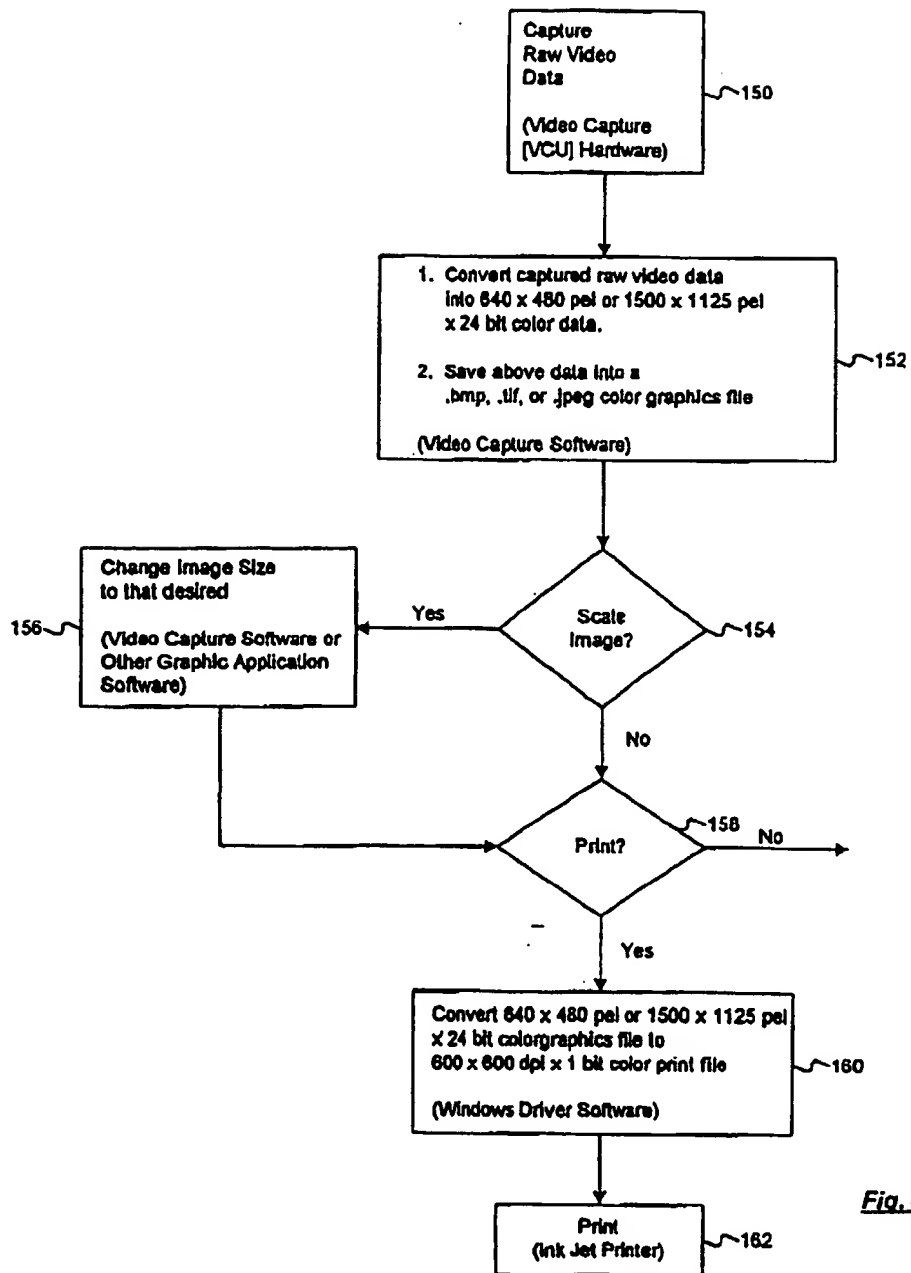 Capture
Raw Video
Data
(Video Capture
[VCU] Hardware)
150
1. Convert captured raw video data
into 640 x 480 pel or 1500 x 1125 pel
x 24 bit color data.
2. Save above data into a
.bmp, .tif, or .jpeg color graphics file
(Video Capture Software)
152
Scale
Image?
154
Yes
Change Image Size
to that desired
(Video Capture Software or
Other Graphic Application
Software)
156
No
Print?
158
No
Yes
Convert 640 x 480 pel or 1500 x 1125 pel
x 24 bit colorgraphics file to
600 x 600 dpi x 1 bit color print file
(Windows Driver Software)
160
Print
(Ink Jet Printer)
162
Fig.